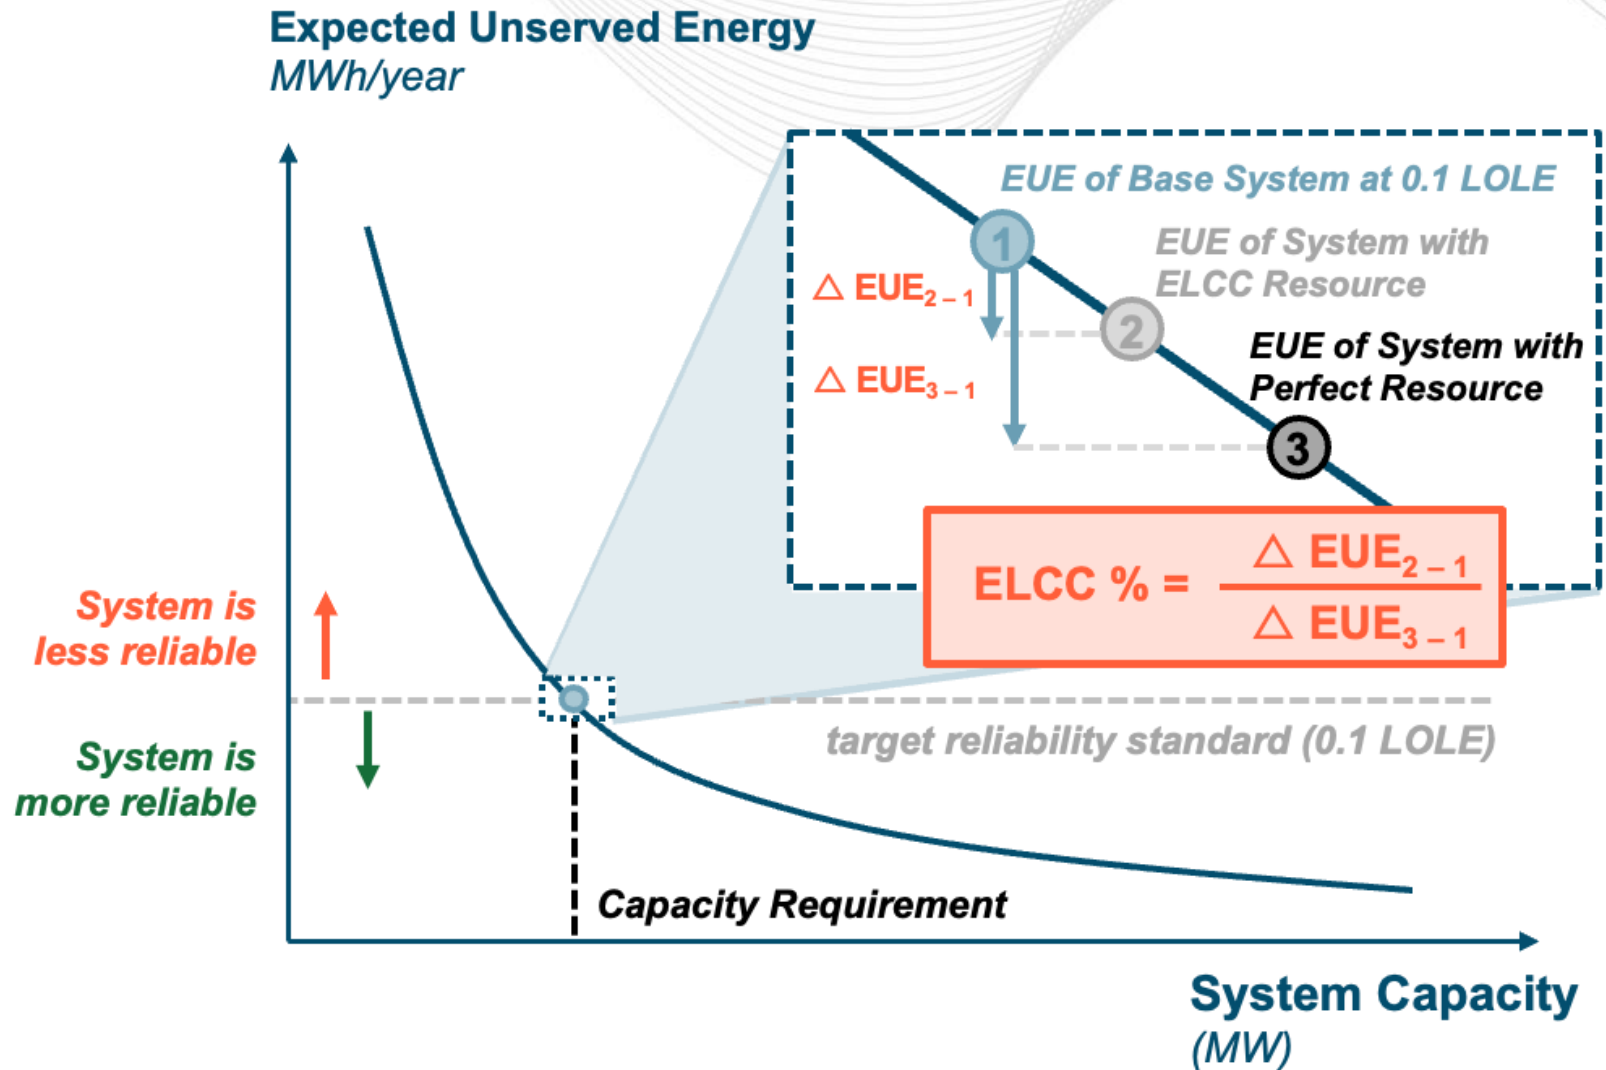 Expected Unserved Energy
MWh/year
EUE of Base System at 0.1 LOLE
1
EUE of System with
ELCC Resource
△ EUE2 – 1
2
EUE of System with
Perfect Resource
△ EUE3 – 1
3
ELCC % =
△ EUE2 – 1
△ EUE3 – 1
System is
less reliable
target reliability standard (0.1 LOLE)
System is
more reliable
Capacity Requirement
System Capacity
(MW)